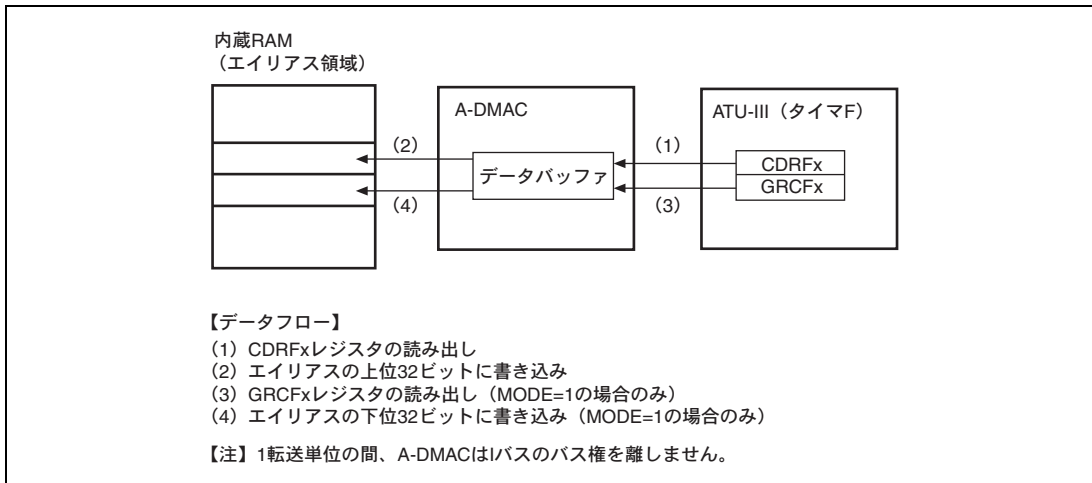 内蔵RAM
（エイリアス領域）
A-DMAC
ATU-III（タイマF）
(2)
(1)
データバッファ
CDRFx
GRCFx
(4)
(3)
【データフロー】
(1) CDRFxレジスタの読み出し
(2) エイリアスの上位32ビットに書き込み
(3) GRCFxレジスタの読み出し（MODE=1の場合のみ）
(4) エイリアスの下位32ビットに書き込み（MODE=1の場合のみ）
【注】1転送単位の間、A-DMACはIバスのバス権を離しません。